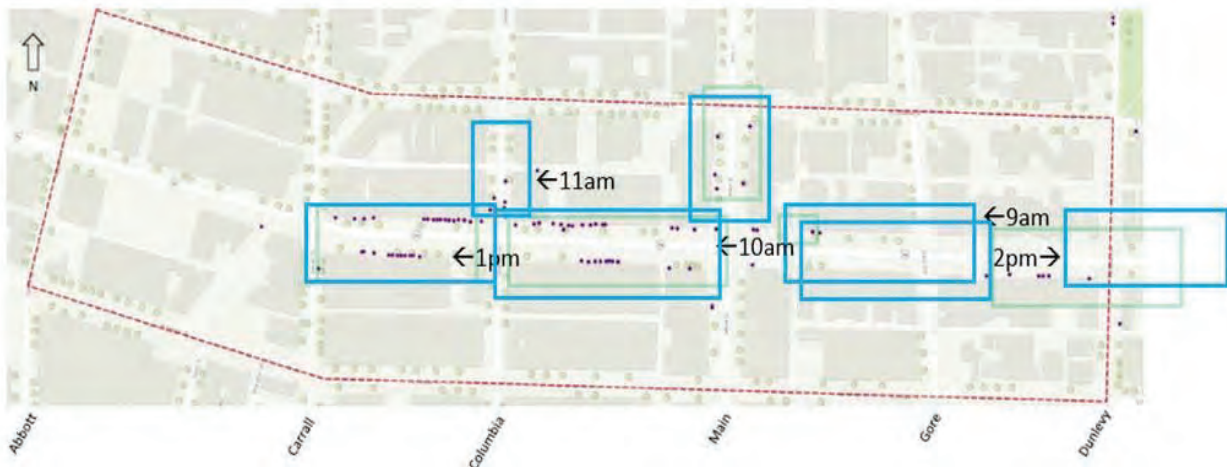 N
←11am
←9am
←1pm
←10am
2pm→
Abbott
Carrall
Columbia
Main
Gore
Dunlevy